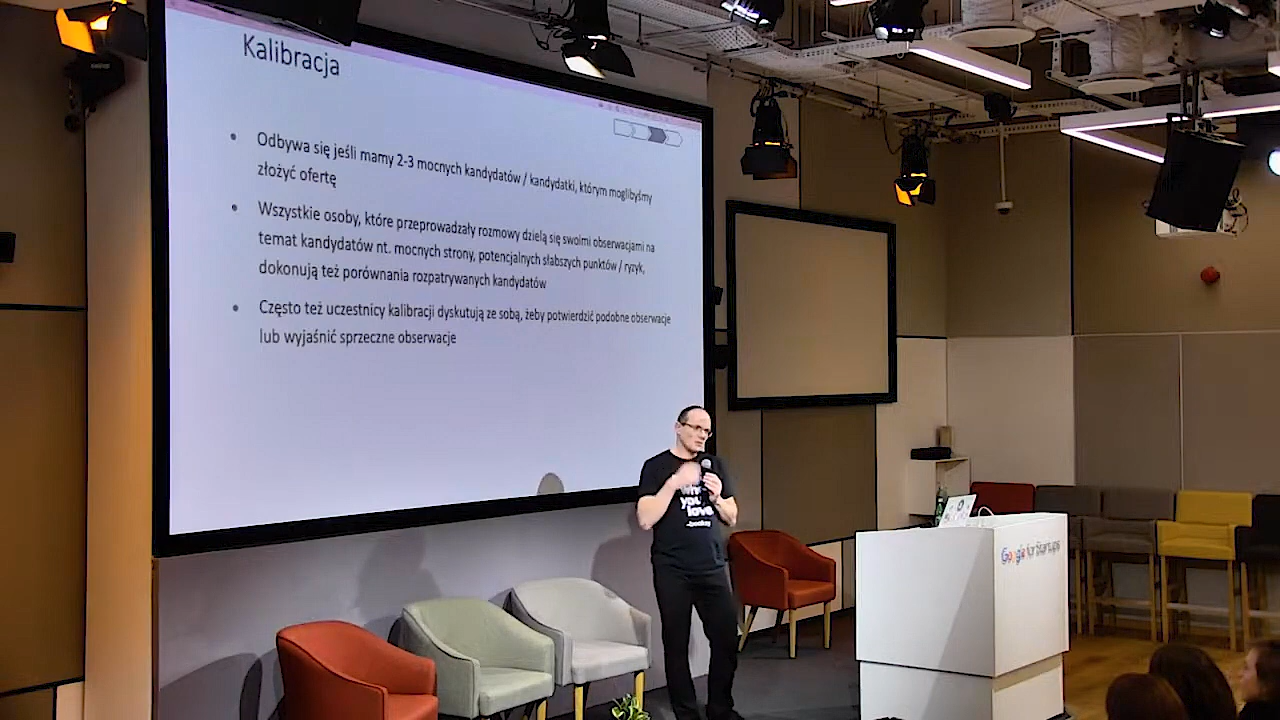 Kalibracja
• Odbywa się jeśli mamy 2-3 mocnych kandydatów / kandydatki, którym moglibyśmy
złożyć ofertę
• Wszystkie osoby, które przeprowadzały rozmowy dzielą się swoimi obserwacjami na
temat kandydatów nt. mocnych strony, potencjalnych słabszych punktów / ryzyk,
dokonują też porównania rozpatrywanych kandydatów
• Często też uczestnicy kalibracji dyskutują ze sobą, żeby potwierdzić podobne obserwacje
lub wyjaśnić sprzeczne obserwacje
you
love
Google for Startups